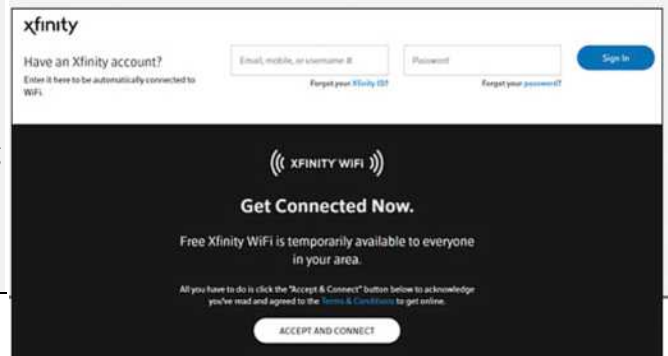 xfinity
Have an Xfinity account?
Enter it here to be automatically connected to
WiFi.
Email, mobile, or username
Forgot your Xfinity ID?
Password
Forgot your password?
Sign In
XFINITY WIFI
Get Connected Now.
Free Xfinity WiFi is temporarily available to everyone
in your area.
All you have to do is click the "Accept & Connect" button below to acknowledge
you've read and agreed to the Terms & Conditions to get online.
ACCEPT AND CONNECT